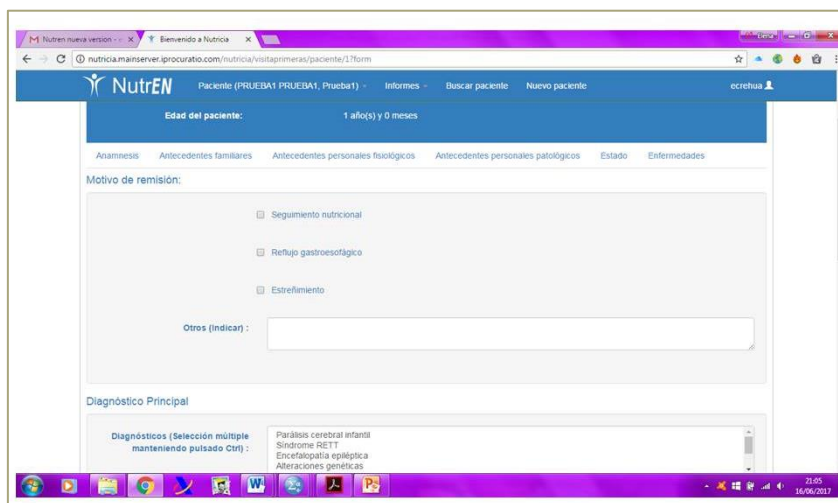 Nutren nueva version - e
Bienvenido a Nutricia
Elena
nutricia.mainserver.iprocuratio.com/nutricia/visitaprimeras/paciente/1?form
NutrEN
Paciente (PRUEBA1 PRUEBA1, Prueba1)
Informes
Buscar paciente
Nuevo paciente
ecrehua
Edad del paciente: 1 año(s) y 0 meses
Anamnesis Antecedentes familiares Antecedentes personales fisiológicos Antecedentes personales patológicos Estado Enfermedades
Motivo de remisión:
Seguimiento nutricional
Reflujo gastroesofágico
Estreñimiento
Otros (Indicar) :
Diagnóstico Principal
Diagnósticos (Selección múltiple
manteniendo pulsado Ctrl) :
Parálisis cerebral infantil
Síndrome RETT
Encefalopatía epiléptica
Alteraciones genéticas
21:05
16/06/2017